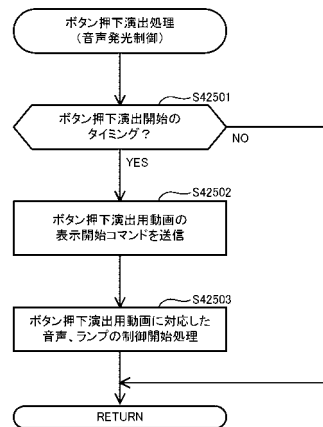 ボタン押下演出処理
（音声発光制御）
S42501
ボタン押下演出開始の
タイミング？
NO
YES
S42502
ボタン押下演出用動画の
表示開始コマンドを送信
S42503
ボタン押下演出用動画に対応した
音声、ランプの制御開始処理
RETURN